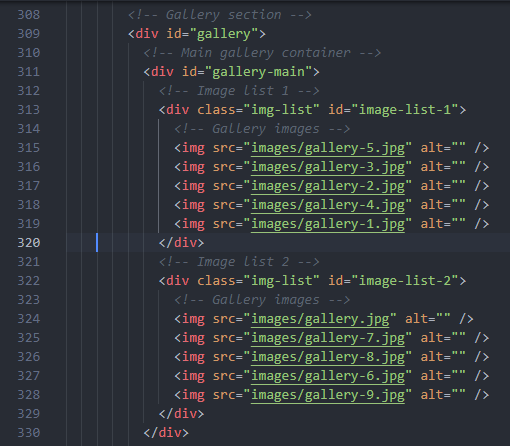 308 <!-- Gallery section -->
309 <div id="gallery">
310 <!-- Main gallery container -->
311 <div id="gallery-main">
312 <!-- Image list 1 -->
313 <div class="img-list" id="image-list-1">
314 <!-- Gallery images -->
315 <img src="images/gallery-5.jpg" alt="" />
316 <img src="images/gallery-3.jpg" alt="" />
317 <img src="images/gallery-2.jpg" alt="" />
318 <img src="images/gallery-4.jpg" alt="" />
319 <img src="images/gallery-1.jpg" alt="" />
320 </div>
321 <!-- Image list 2 -->
322 <div class="img-list" id="image-list-2">
323 <!-- Gallery images -->
324 <img src="images/gallery.jpg" alt="" />
325 <img src="images/gallery-7.jpg" alt="" />
326 <img src="images/gallery-8.jpg" alt="" />
327 <img src="images/gallery-6.jpg" alt="" />
328 <img src="images/gallery-9.jpg" alt="" />
329 </div>
330 </div>